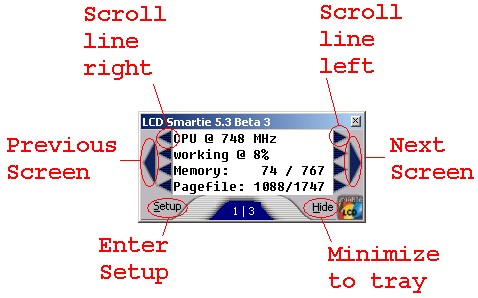 Scroll
line
right
Scroll
line
left
LCD Smartie 5.3 Beta 3
CPU @ 748 MHz
working @ 8%
Memory: 74 / 767
Pagefile: 1088/1747
Previous
Screen
Next
Screen
Setup
1 | 3
Hide
LCD
Enter
Setup
Minimize
to tray